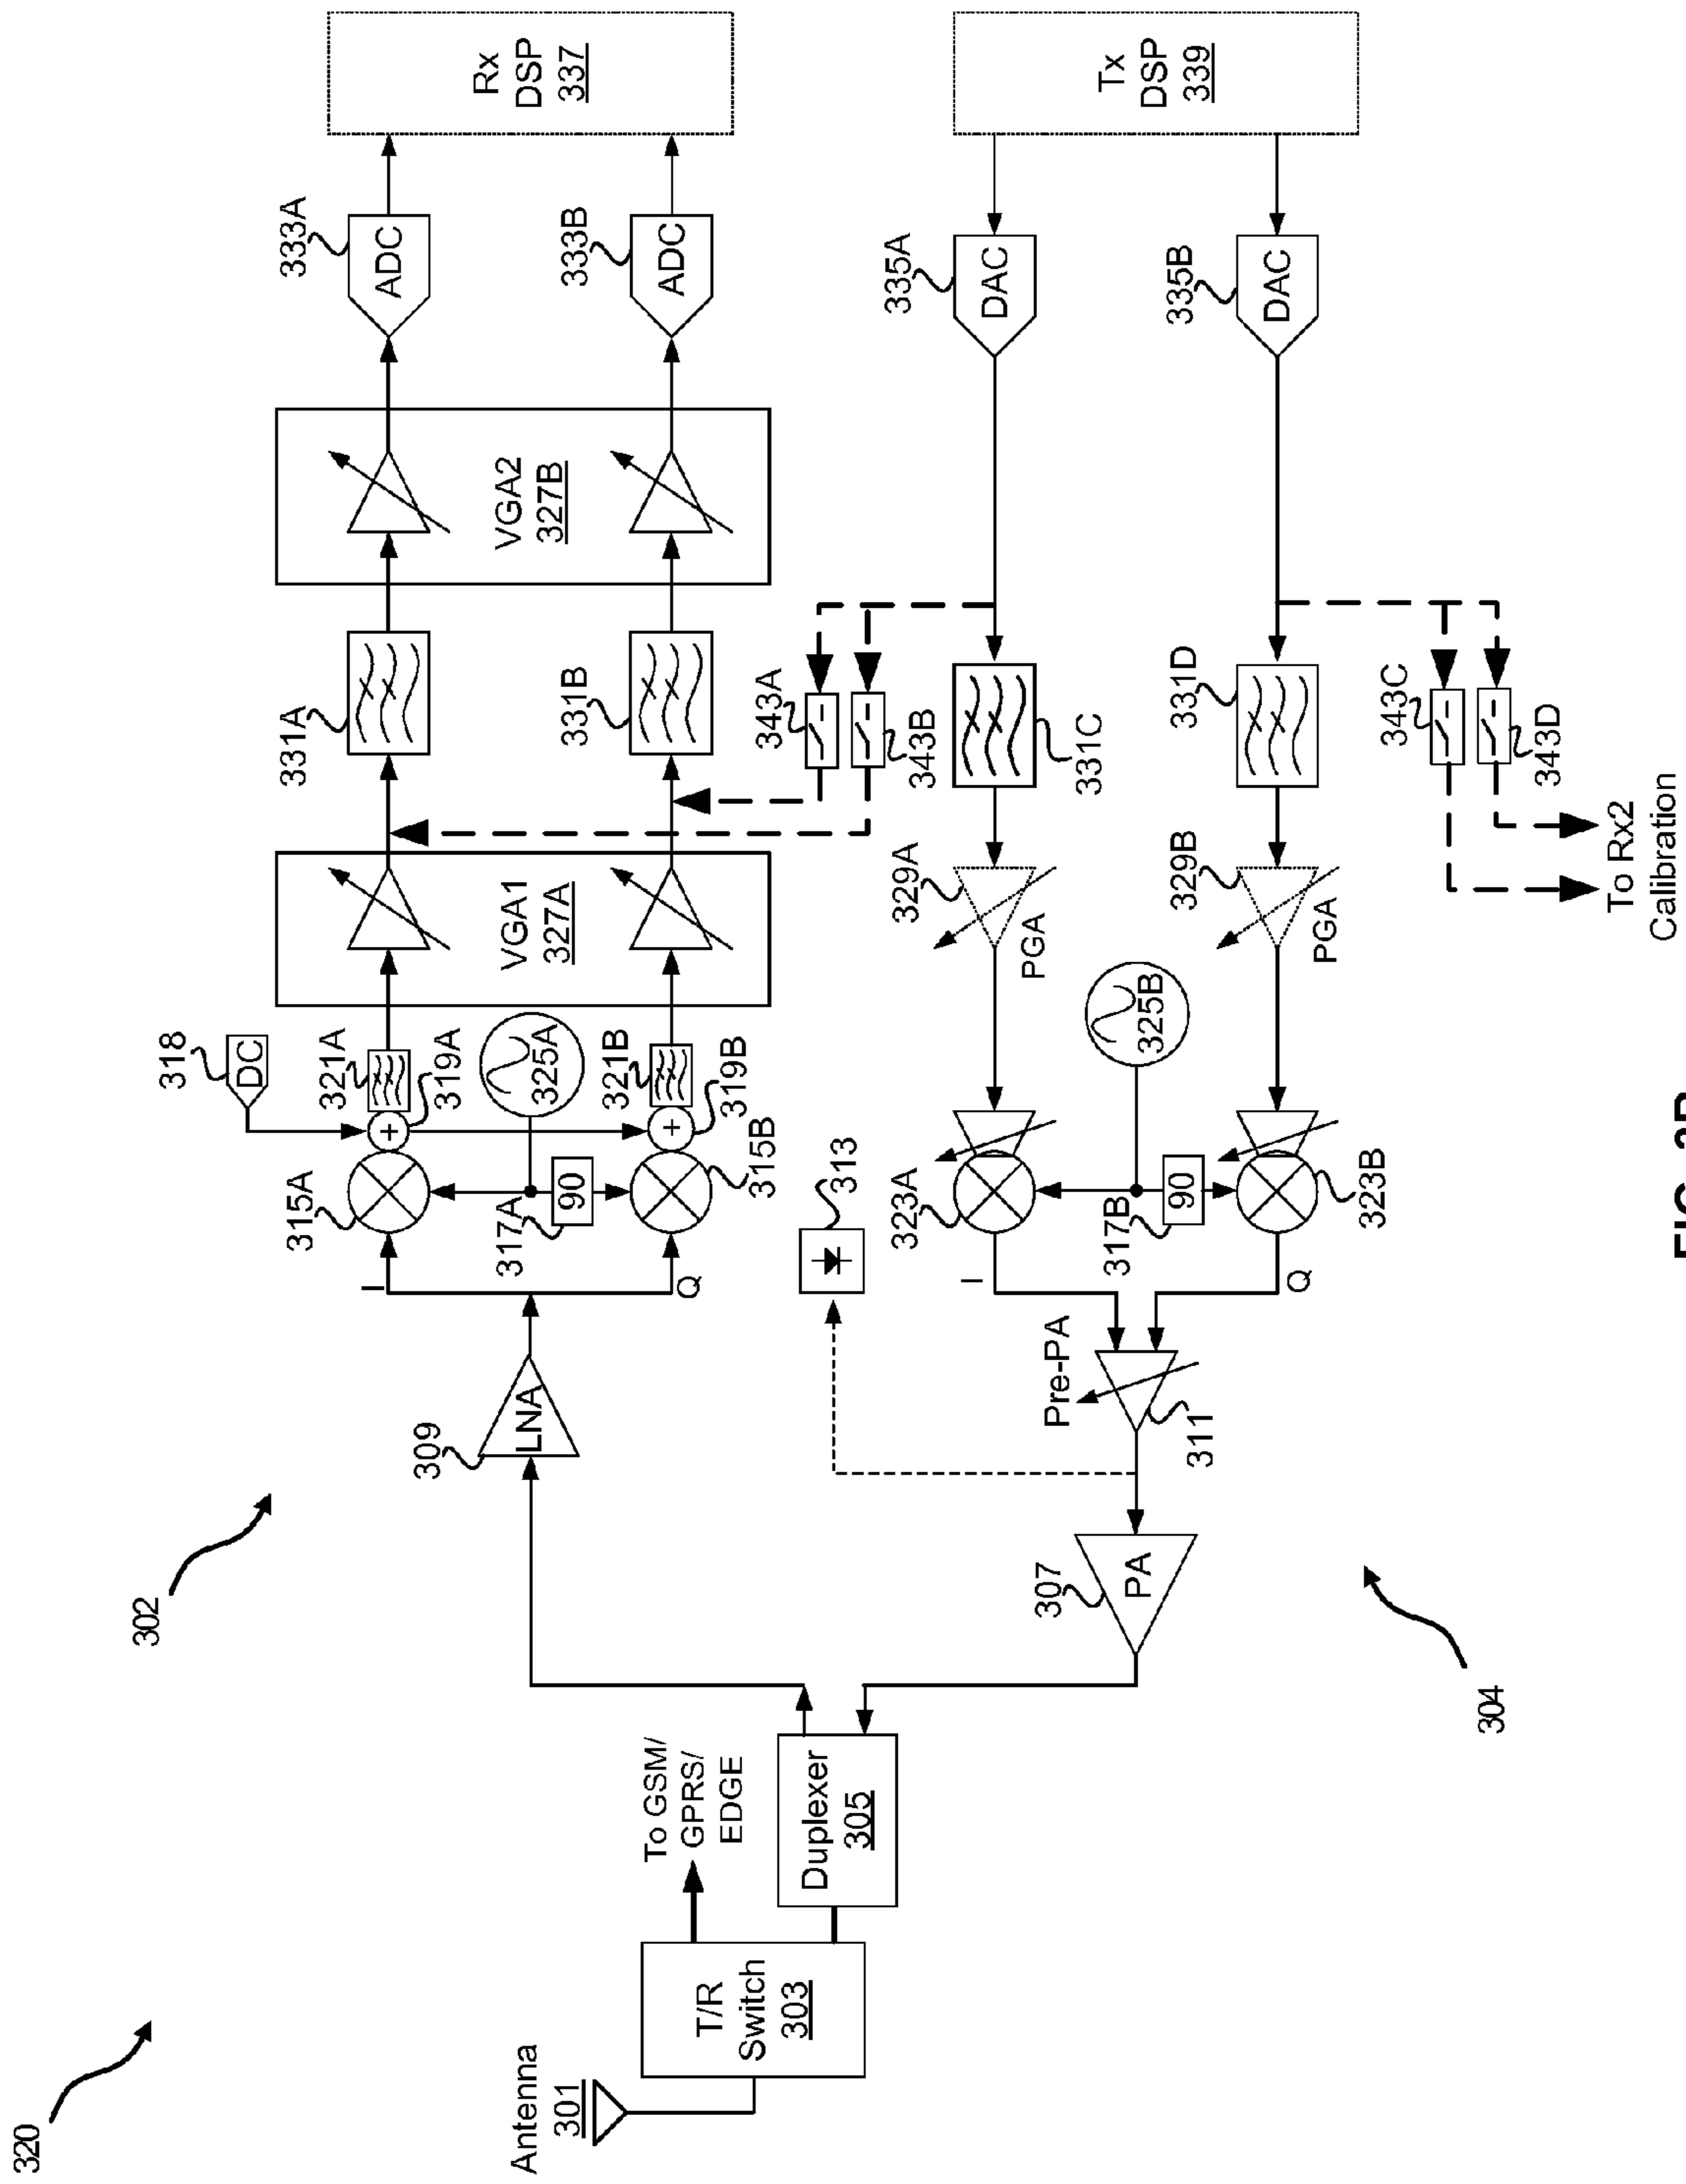 320
302
304
Antenna
301
T/R
Switch
303
To GSM/
GPRS/
EDGE
Duplexer
305
309
LNA
307
PA
Pre-PA
311
313
I
Q
315A
315B
317A
90
318
DC
319A
319B
321A
321B
325A
VGA1
327A
331A
331B
VGA2
327B
333A
ADC
333B
ADC
Rx
DSP
337
I
Q
323A
323B
317B
90
325B
329A
PGA
329B
PGA
343A
343B
331C
331D
343C
343D
To Rx2
Calibration
335A
DAC
335B
DAC
Tx
DSP
339